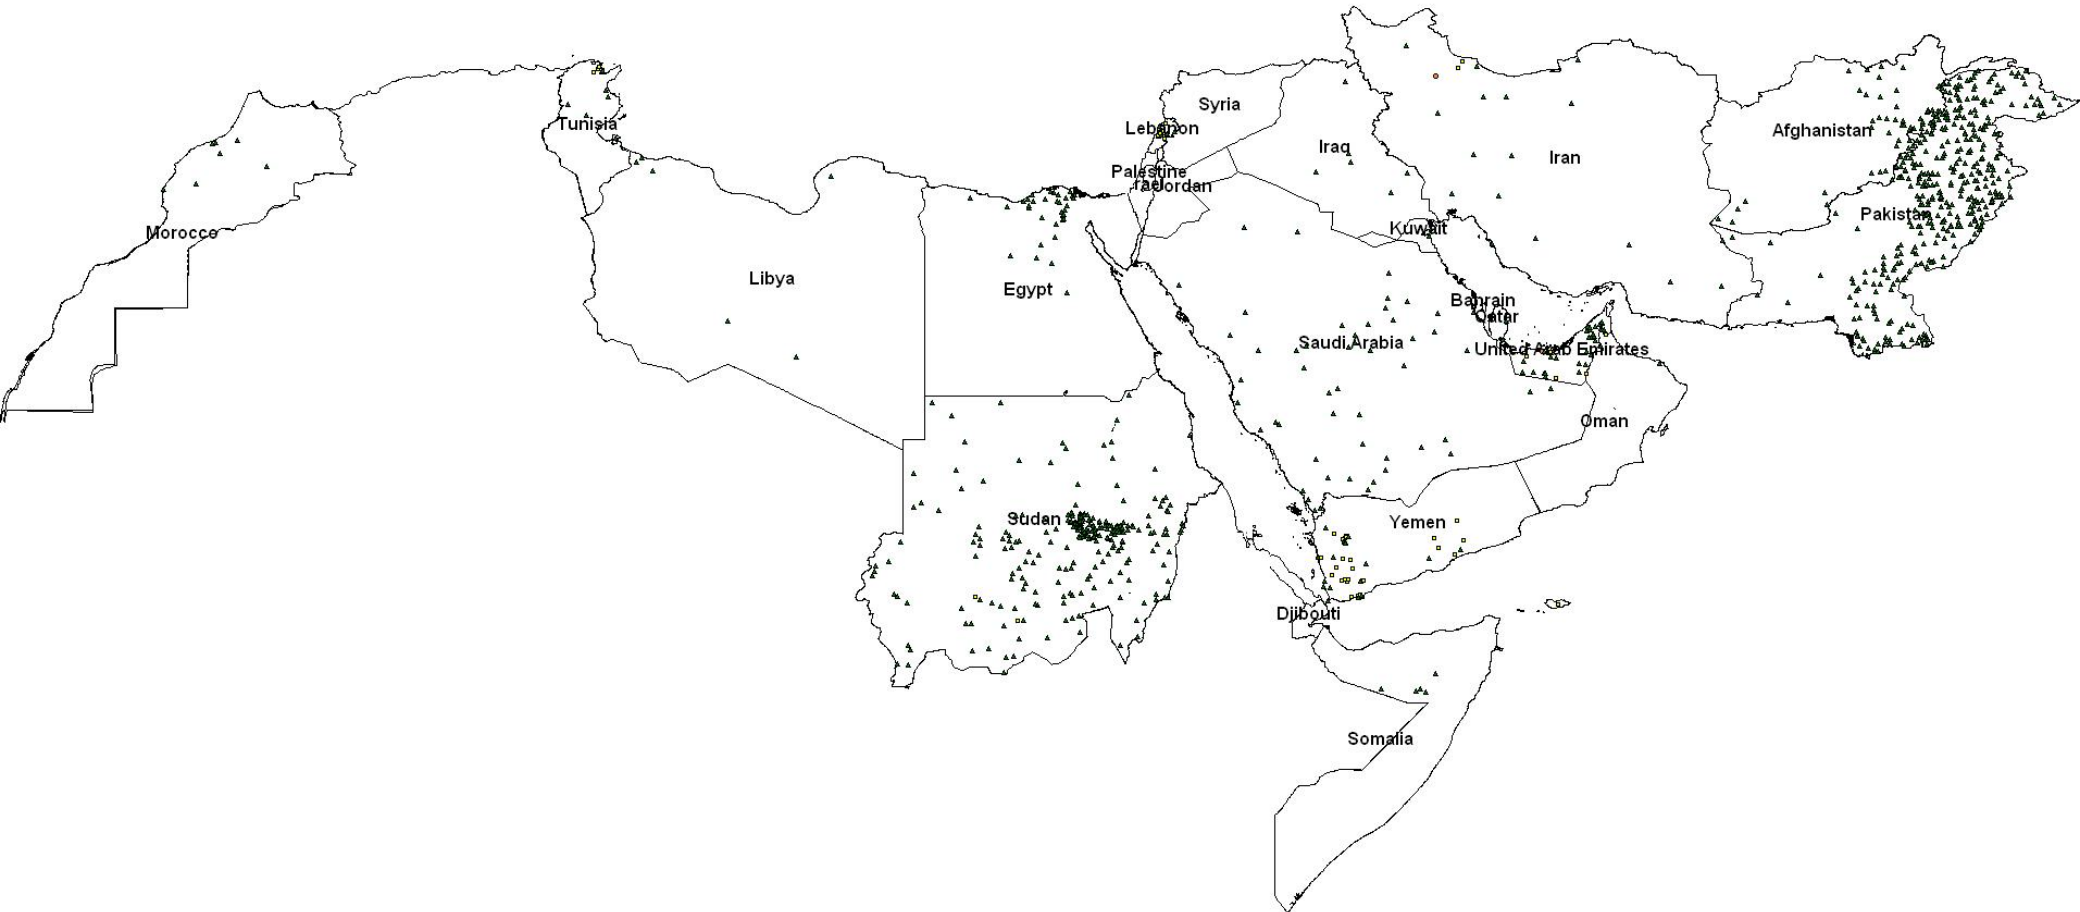 Syria
Lebanon
Tunisia
Afghanistan
Iraq
Iran
Palestine
Jordan
Pakistan
Morocco
Kuwait
Libya
Egypt
Bahrain
Qatar
Saudi Arabia
United Arab Emirates
Oman
Sudan
Yemen
Djibouti
Somalia